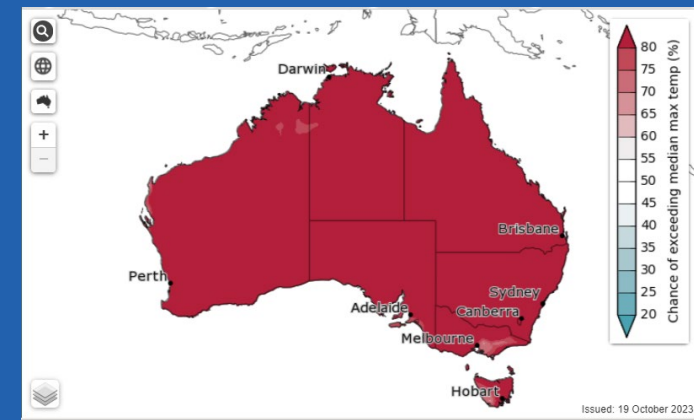 Darwin
Brisbane
Perth
Sydney
Adelaide
Canberra
Melbourne
Hobart
+
−
80
75
70
65
60
55
50
45
40
35
30
25
20
Chance of exceeding median max temp (%)
Issued: 19 October 2023